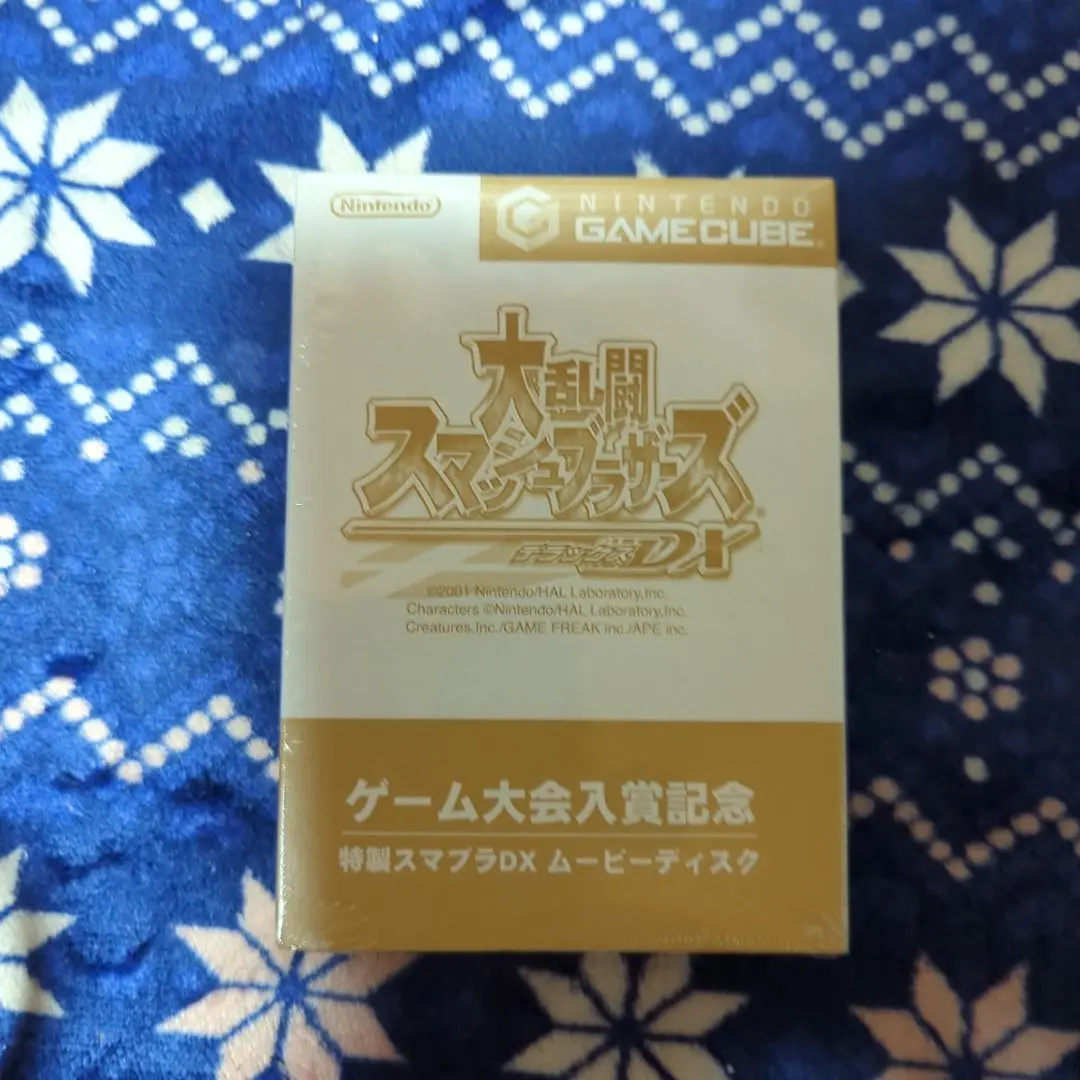 Nintendo
NINTENDO
GAMECUBE
大乱闘
スマッシュブラザーズ
デラックスDX
©2001 Nintendo/HAL Laboratory,Inc.
Characters ©Nintendo/HAL Laboratory,Inc.
Creatures,Inc./GAME FREAK inc./APE inc.
ゲーム大会入賞記念
特製スマブラDX ムービーディスク